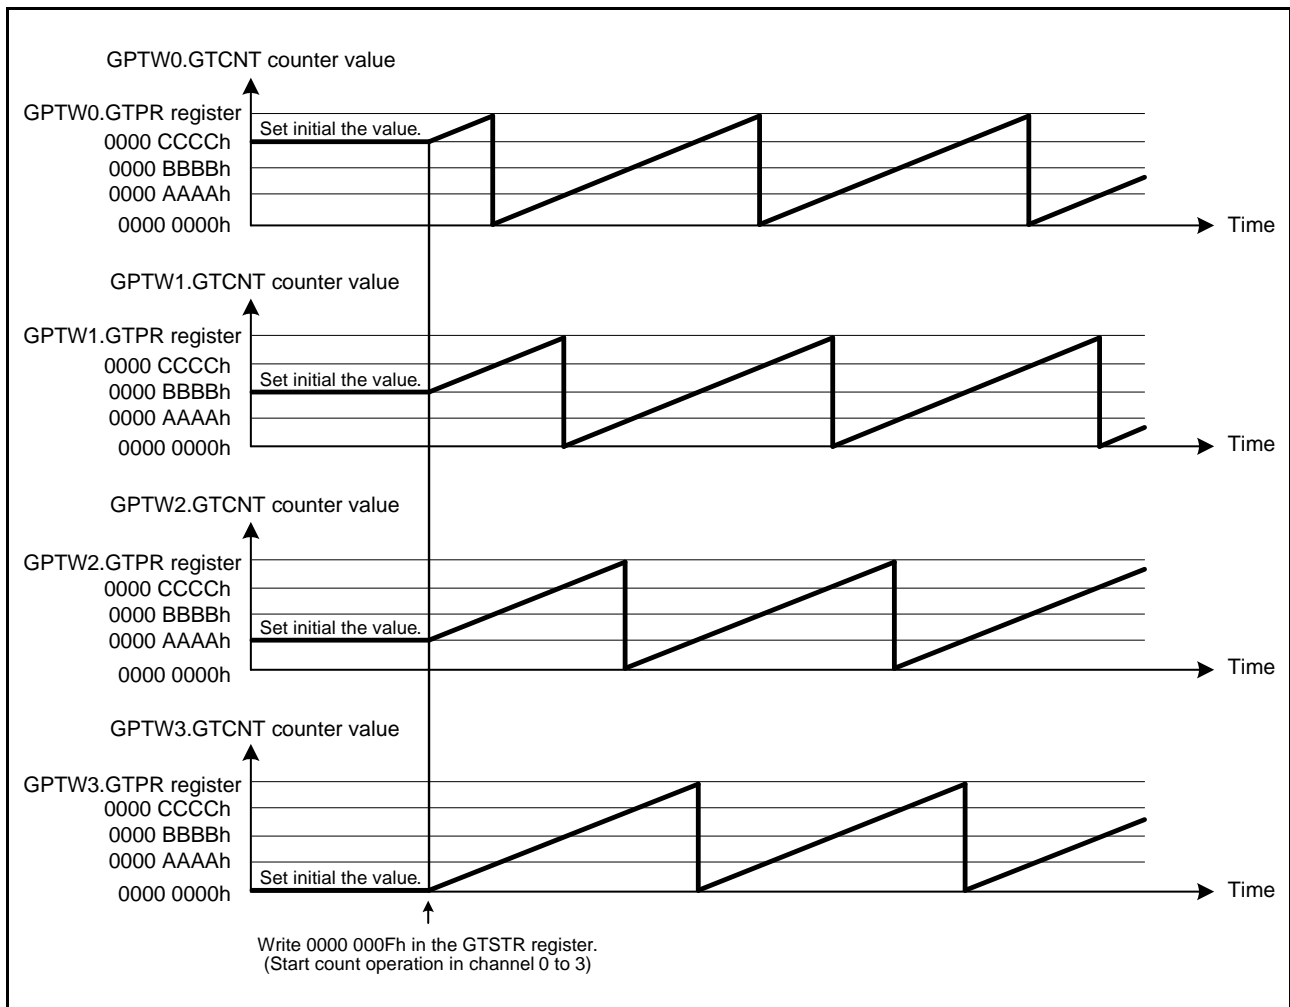 GPTW0.GTCNT counter value
GPTW0.GTPR register
Set initial the value.
0000 CCCCh
0000 BBBBh
0000 AAAAh
0000 0000h
Time
GPTW1.GTCNT counter value
GPTW1.GTPR register
0000 CCCCh
Set initial the value.
0000 BBBBh
0000 AAAAh
0000 0000h
Time
GPTW2.GTCNT counter value
GPTW2.GTPR register
0000 CCCCh
0000 BBBBh
Set initial the value.
0000 AAAAh
0000 0000h
Time
GPTW3.GTCNT counter value
GPTW3.GTPR register
0000 CCCCh
0000 BBBBh
0000 AAAAh
Set initial the value.
0000 0000h
Time
Write 0000 000Fh in the GTSTR register.
(Start count operation in channel 0 to 3)